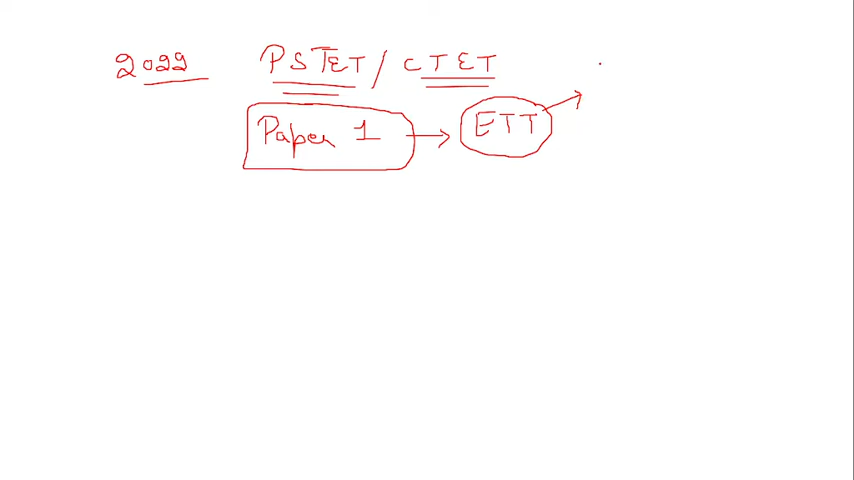 2022 PSTET / CTET
Paper 1 → ETT